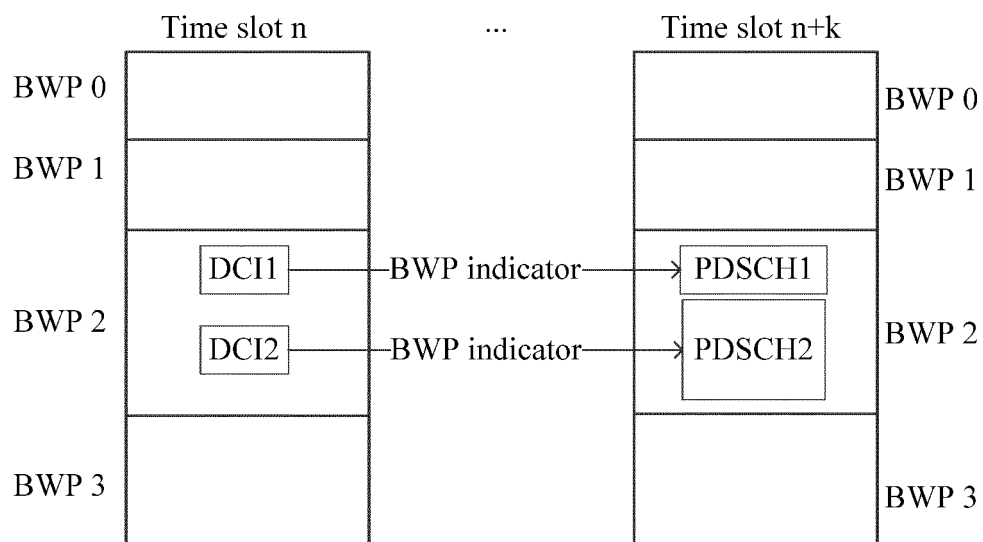 Time slot n ... Time slot n+k
BWP 0 BWP 0
BWP 1 BWP 1
DCI1 BWP indicator PDSCH1
BWP 2 DCI2 BWP indicator PDSCH2 BWP 2
BWP 3 BWP 3